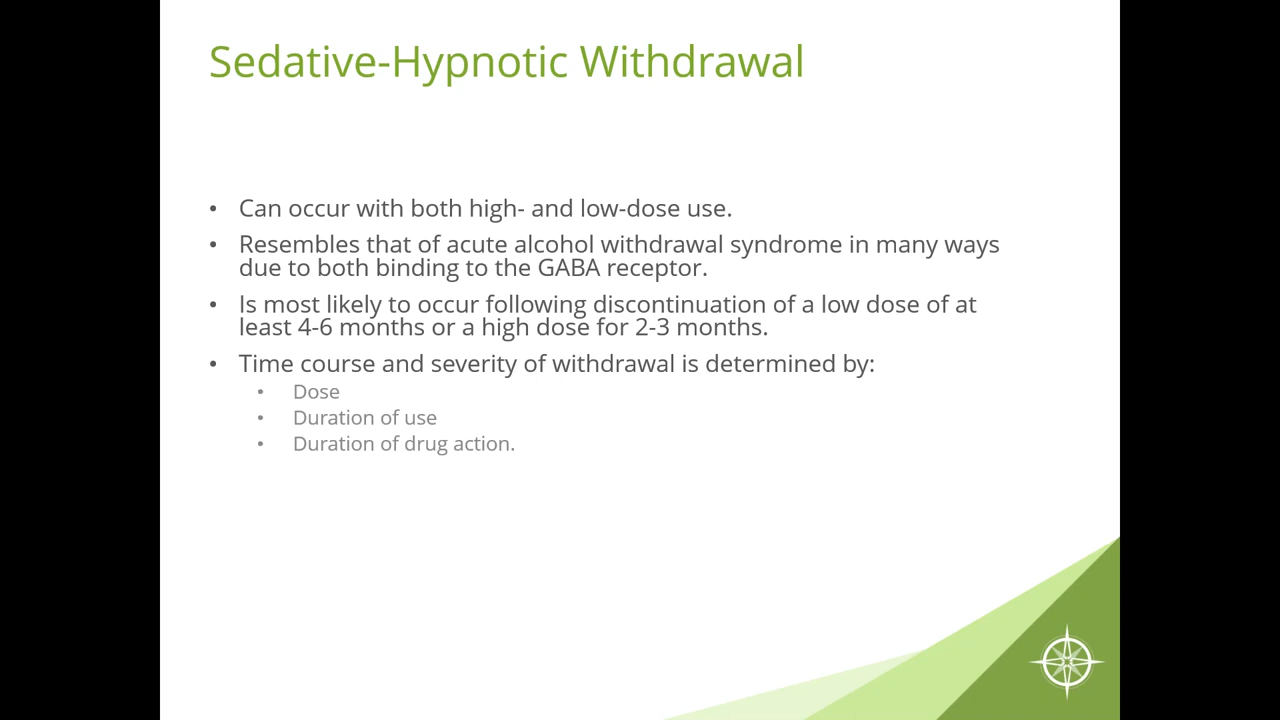 Sedative-Hypnotic Withdrawal
• Can occur with both high- and low-dose use.
• Resembles that of acute alcohol withdrawal syndrome in many ways
due to both binding to the GABA receptor.
• Is most likely to occur following discontinuation of a low dose of at
least 4-6 months or a high dose for 2-3 months.
• Time course and severity of withdrawal is determined by:
• Dose
• Duration of use
• Duration of drug action.